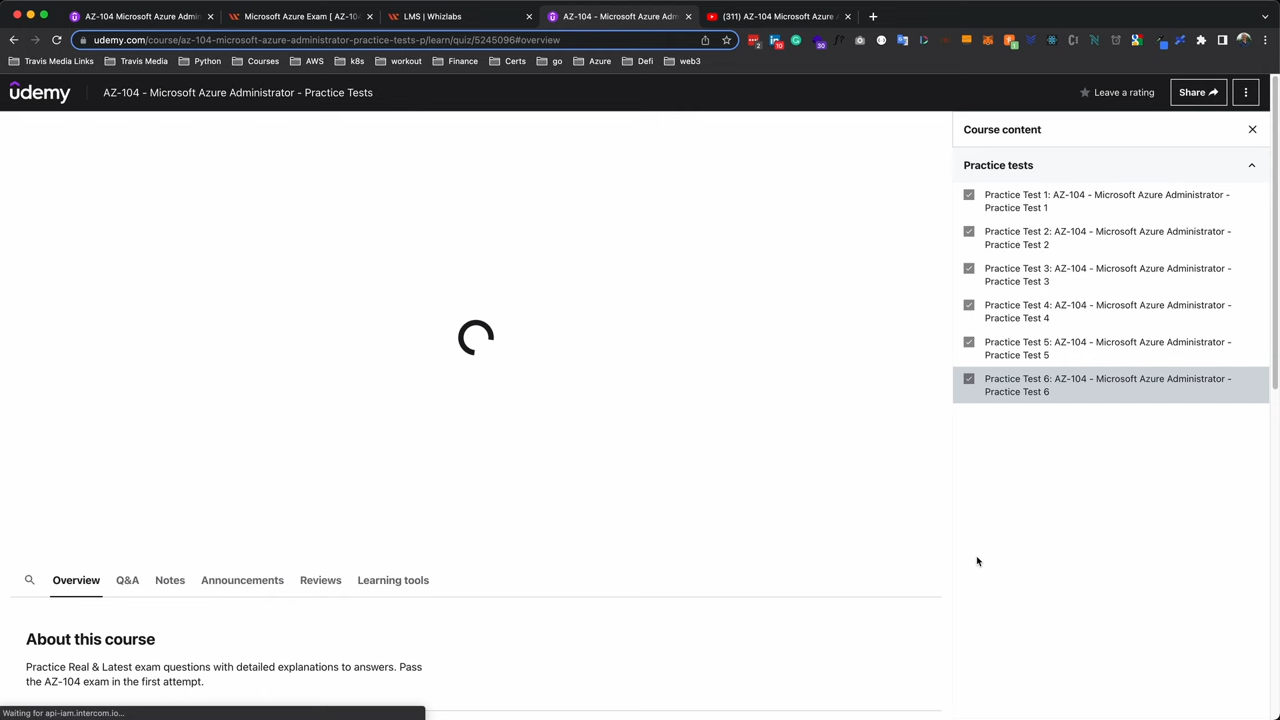 AZ-104 Microsoft Azure Admin
Microsoft Azure Exam [ AZ-104
LMS | Whizlabs
AZ-104 - Microsoft Azure Adm
(311) AZ-104 Microsoft Azure
udemy.com/course/az-104-microsoft-azure-administrator-practice-tests-p/learn/quiz/5245096#overview
2
10
30
1
Travis Media Links
Travis Media
Python
Courses
AWS
k8s
workout
Finance
Certs
go
Azure
Defi
web3
udemy
AZ-104 - Microsoft Azure Administrator - Practice Tests
Leave a rating
Share
Course content
Practice tests
Practice Test 1: AZ-104 - Microsoft Azure Administrator -
Practice Test 1
Practice Test 2: AZ-104 - Microsoft Azure Administrator -
Practice Test 2
Practice Test 3: AZ-104 - Microsoft Azure Administrator -
Practice Test 3
Practice Test 4: AZ-104 - Microsoft Azure Administrator -
Practice Test 4
Practice Test 5: AZ-104 - Microsoft Azure Administrator -
Practice Test 5
Practice Test 6: AZ-104 - Microsoft Azure Administrator -
Practice Test 6
Overview
Q&A
Notes
Announcements
Reviews
Learning tools
About this course
Practice Real & Latest exam questions with detailed explanations to answers. Pass
the AZ-104 exam in the first attempt.
Waiting for api-iam.intercom.io...